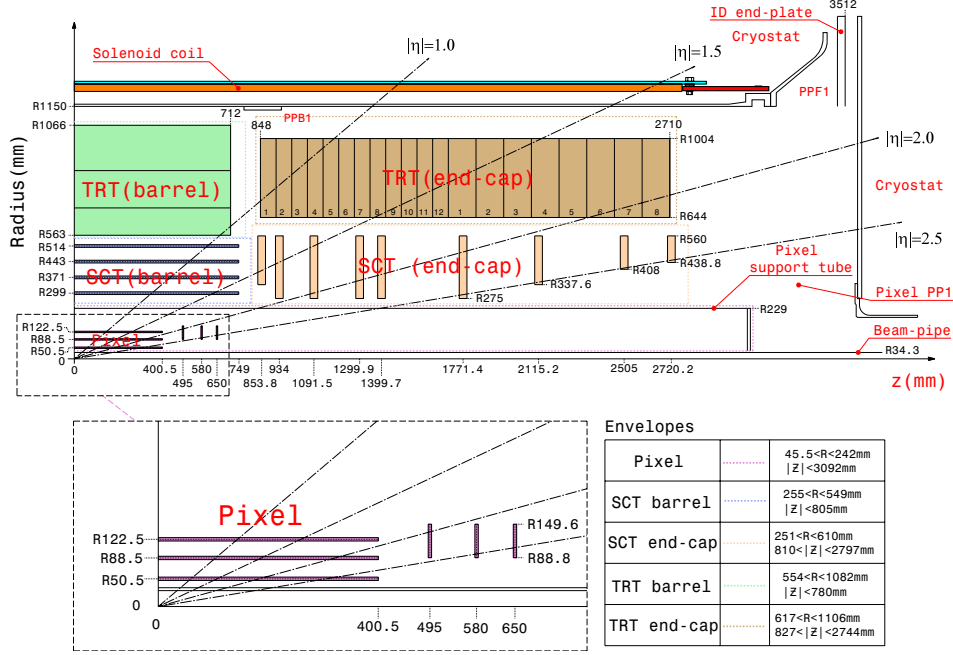 ID end-plate
3512
Cryostat
|η|=1.0
|η|=1.5
Solenoid coil
PPF1
R1150
PPB1
712
848
2710
R1066
R1004
|η|=2.0
TRT(barrel)
TRT(end-cap)
Cryostat
1 2 3 4 5 6 7 8 9 10 11 12 1 2 3 4 5 6 7 8
R644
Radius(mm)
|η|=2.5
R563
R560
R514
R443
SCT(barrel)
SCT (end-cap)
R438.8
R408
Pixel
support tube
R371
R337.6
R299
R275
Pixel PP1
R229
R122.5
R88.5
Pixel
Beam-pipe
R50.5
R34.3
0
0
400.5
580
749
934
1299.9
1771.4
2115.2
2505
2720.2
z(mm)
495
650
853.8
1091.5
1399.7
Envelopes
Pixel
45.5<R<242mm
|Z|<3092mm
SCT barrel
255<R<549mm
|Z|<805mm
SCT end-cap
251<R<610mm
810<|Z|<2797mm
TRT barrel
554<R<1082mm
|Z|<780mm
TRT end-cap
617<R<1106mm
827<|Z|<2744mm
Pixel
R149.6
R122.5
R88.5
R88.8
R50.5
0
0
400.5
495
580
650